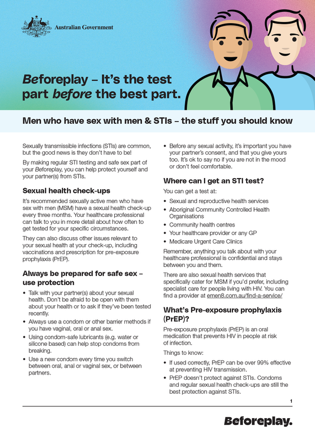 Australian Government
Beforeplay – It's the test
part before the best part.
Men who have sex with men & STIs – the stuff you should know
Sexually transmissible infections (STIs) are common,
but the good news is they don't have to be!
By making regular STI testing and safe sex part of
your Beforeplay, you can help protect yourself and
your partner(s) from STIs.
Sexual health check-ups
It's recommended sexually active men who have
sex with men (MSM) have a sexual health check-up
every three months. Your healthcare professional
can talk to you in more detail about how often to
get tested for your specific circumstances.
They can also discuss other issues relevant to
your sexual health at your check-up, including
vaccinations and prescription for pre-exposure
prophylaxis (PrEP).
Always be prepared for safe sex –
use protection
• Talk with your partner(s) about your sexual
health. Don't be afraid to be open with them
about your health or to ask if they've been tested
recently.
• Always use a condom or other barrier methods if
you have vaginal, oral or anal sex.
• Using condom-safe lubricants (e.g. water or
silicone based) can help stop condoms from
breaking.
• Use a new condom every time you switch
between oral, anal or vaginal sex, or between
partners.
• Before any sexual activity, it's important you have
your partner's consent, and that you give yours
too. It's ok to say no if you are not in the mood
or don't feel comfortable.
Where can I get an STI test?
You can get a test at:
• Sexual and reproductive health services
• Aboriginal Community Controlled Health
Organisations
• Community health centres
• Your healthcare provider or any GP
• Medicare Urgent Care Clinics
Remember, anything you talk about with your
healthcare professional is confidential and stays
between you and them.
There are also sexual health services that
specifically cater for MSM if you'd prefer, including
specialist care for people living with HIV. You can
find a provider at emen8.com.au/find-a-service/
What's Pre-exposure prophylaxis
(PrEP)?
Pre-exposure prophylaxis (PrEP) is an oral
medication that prevents HIV in people at risk
of infection.
Things to know:
• If used correctly, PrEP can be over 99% effective
at preventing HIV transmission.
• PrEP doesn't protect against STIs. Condoms
and regular sexual health check-ups are still the
best protection against STIs.
1
Beforeplay.